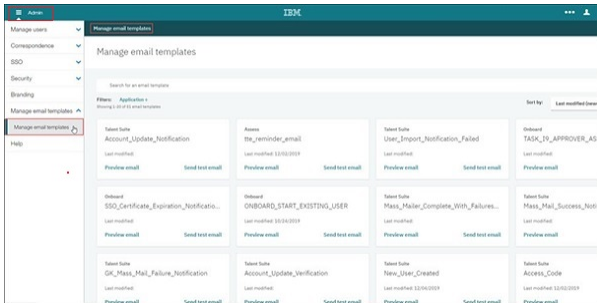 Admin
IBM
Manage users
Correspondence
SSO
Security
Branding
Manage email templates
Manage email templates
Help
Manage email templates
Manage email templates
Search for an email template
Filters: Application
Sort by: Last modified (new
Talent Suite
Account_Update_Notification
Last modified:
Preview email Send test email
Assess
tte_reminder_email
Last modified: 12/02/2019
Preview email Send test email
Talent Suite
User_Import_Notification_Failed
Last modified:
Preview email Send test email
Onboard
TASK_I9_APPROVER_AS
Last modified:
Preview email
Onboard
SSO_Certificate_Expiration_Notificatio...
Last modified:
Preview email Send test email
Onboard
ONBOARD_START_EXISTING_USER
Last modified: 10/24/2019
Preview email Send test email
Talent Suite
Mass_Mailer_Complete_With_Failures...
Last modified:
Preview email Send test email
Talent Suite
Mass_Mail_Success_Noti
Last modified:
Preview email
Talent Suite
GK_Mass_Mail_Failure_Notification
Last modified:
Preview email Send test email
Talent Suite
Account_Update_Verification
Last modified:
Preview email Send test email
Talent Suite
New_User_Created
Last modified: 12/04/2019
Preview email Send test email
Talent Suite
Access_Code
Last modified: 12/02/2019
Preview email